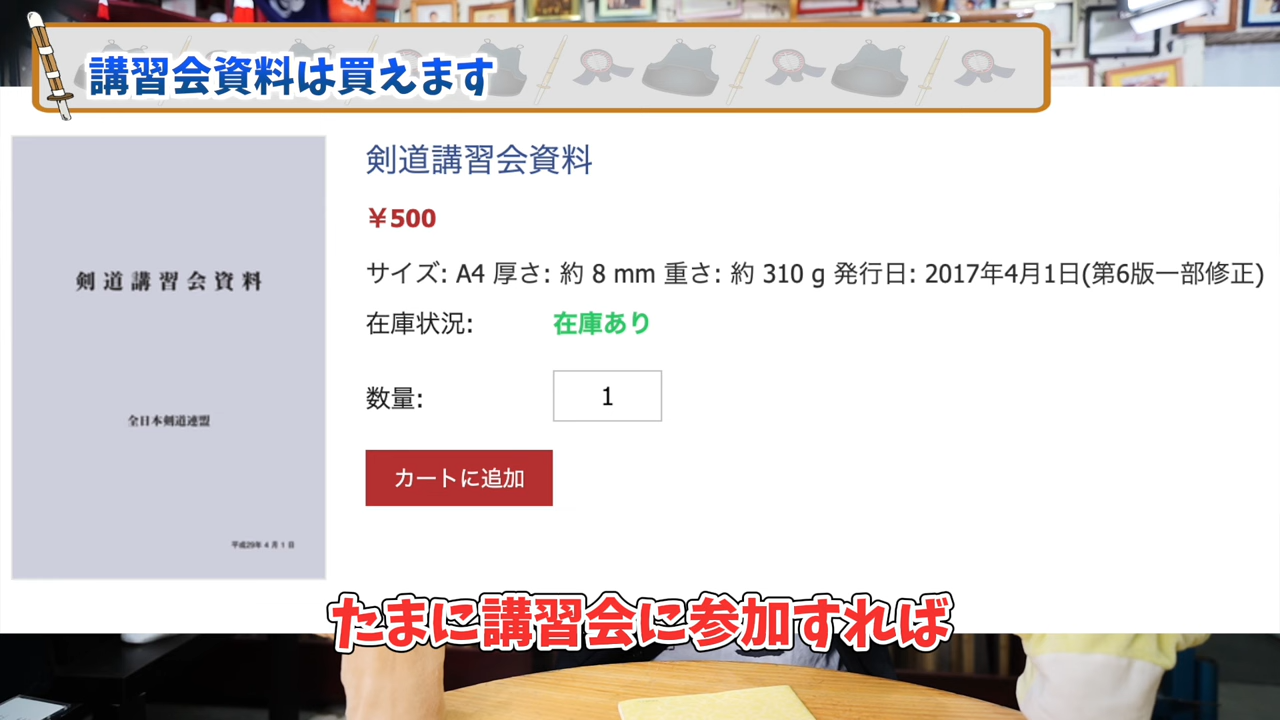 講習会資料は買えます
剣道講習会資料
全日本剣道連盟
平成29年4月1日
剣道講習会資料
￥500
サイズ: A4 厚さ: 約 8 mm 重さ: 約 310 g 発行日: 2017年4月1日(第6版一部修正)
在庫状況: 在庫あり
数量: 1
カートに追加
たまに講習会に参加すれば